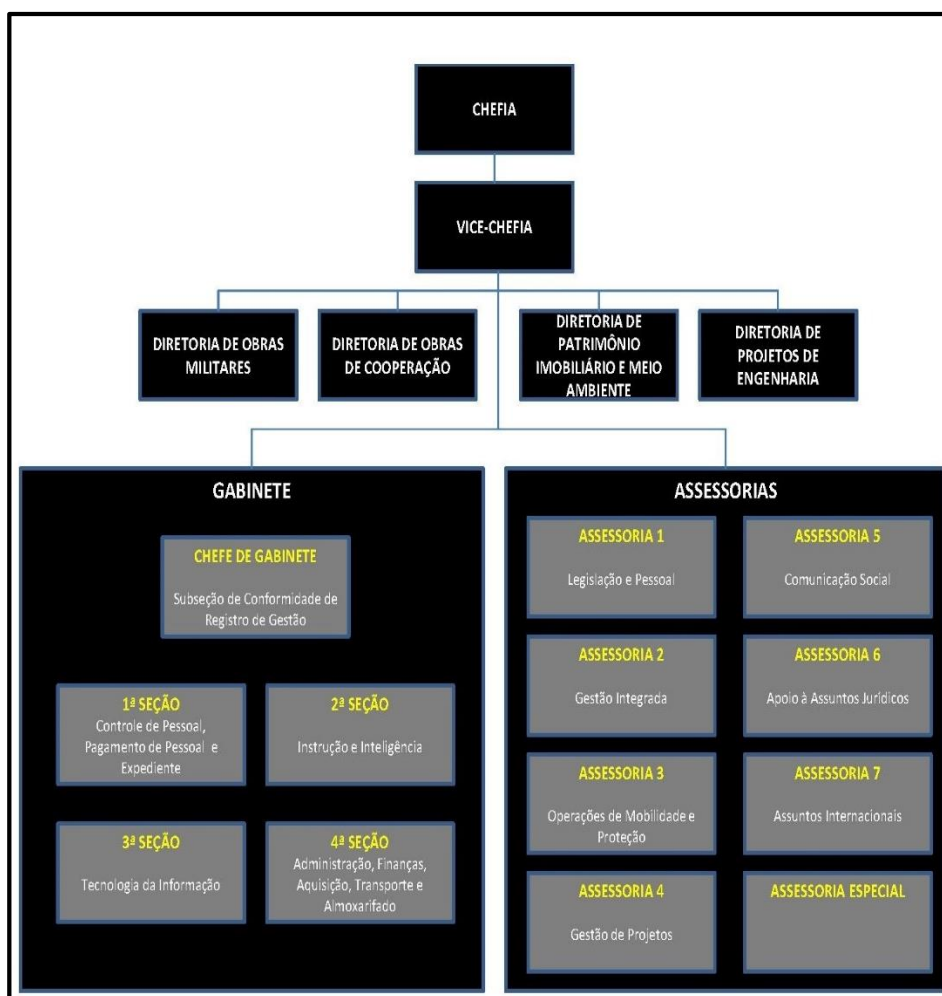 CHEFIA
VICE-CHEFIA
DIRETORIA DE OBRAS
MILITARES
DIRETORIA DE OBRAS
DE COOPERAÇÃO
DIRETORIA DE
PATRIMÔNIO
IMOBILIÁRIO E MEIO
AMBIENTE
DIRETORIA DE
PROJETOS DE
ENGENHARIA
GABINETE
CHEFE DE GABINETE
Subseção de Conformidade de
Registro de Gestão
1ª SEÇÃO
Controle de Pessoal,
Pagamento de Pessoal e
Expediente
2ª SEÇÃO
Instrução e Inteligência
3ª SEÇÃO
Tecnologia da Informação
4ª SEÇÃO
Administração, Finanças,
Aquisição, Transporte e
Almoxarifado
ASSESSORIAS
ASSESSORIA 1
Legislação e Pessoal
ASSESSORIA 5
Comunicação Social
ASSESSORIA 2
Gestão Integrada
ASSESSORIA 6
Apoio à Assuntos Jurídicos
ASSESSORIA 3
Operações de Mobilidade e
Proteção
ASSESSORIA 7
Assuntos Internacionais
ASSESSORIA 4
Gestão de Projetos
ASSESSORIA ESPECIAL